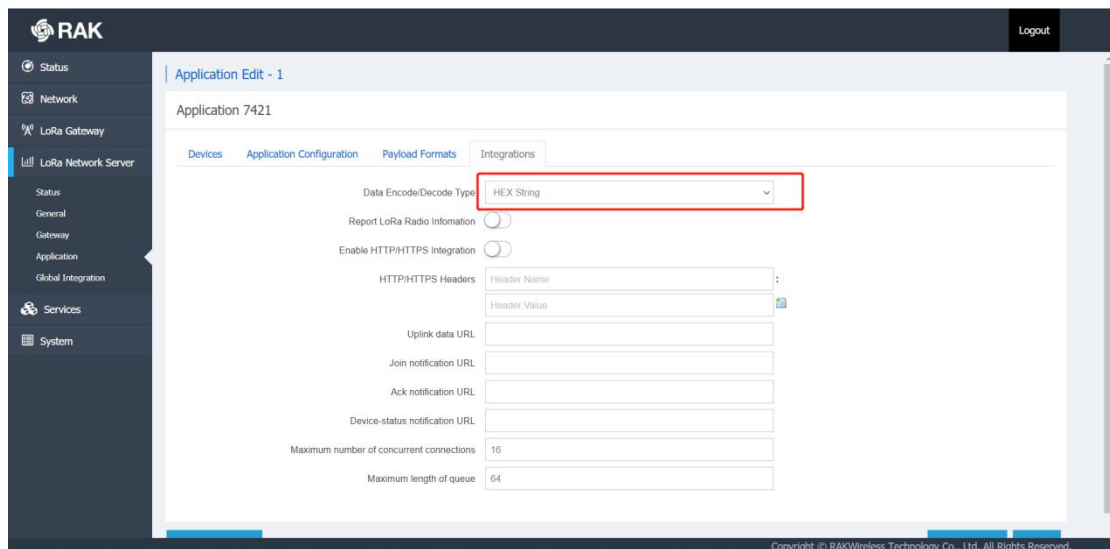 RAK
Logout
Status
Network
LoRa Gateway
LoRa Network Server
Status
General
Gateway
Application
Global Integration
Services
System
Application Edit - 1
Application 7421
Devices Application Configuration Payload Formats Integrations
Data Encode/Decode Type HEX String
Report LoRa Radio Infomation
Enable HTTP/HTTPS Integration
HTTP/HTTPS Headers Header Name :
Header Value
Uplink data URL
Join notification URL
Ack notification URL
Device-status notification URL
Maximum number of concurrent connections 16
Maximum length of queue 64
Copyright © RAKWireless Technology Co., Ltd. All Rights Reserved.